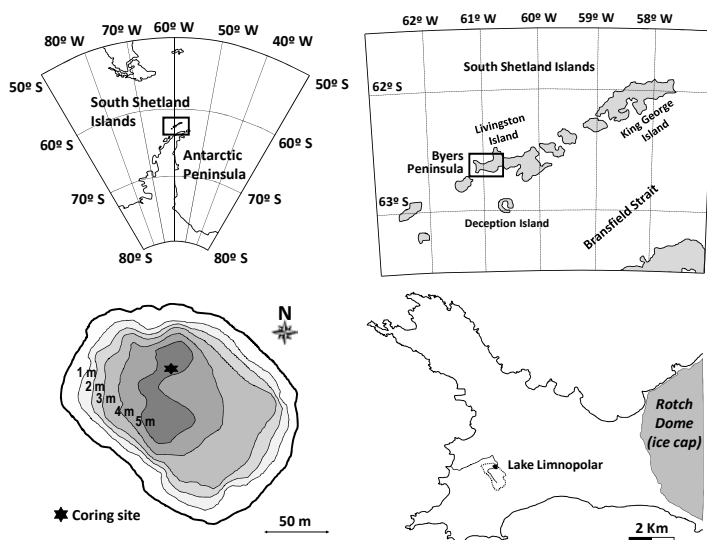 60º W
70º W
50º W
80º W
40º W
50º S
50º S
South Shetland
Islands
60º S
60º S
Antarctic
Peninsula
70º S
70º S
80º S
80º S
62º W
61º W
60º W
59º W
58º W
South Shetland Islands
62º S
Livingston
Island
King George
Island
Byers
Peninsula
63º S
Deception Island
Bransfield Strait
N
1 m
2 m
3 m
4 m
5 m
Coring site
50 m
Rotch
Dome
(ice cap)
Lake Limnopolar
2 Km